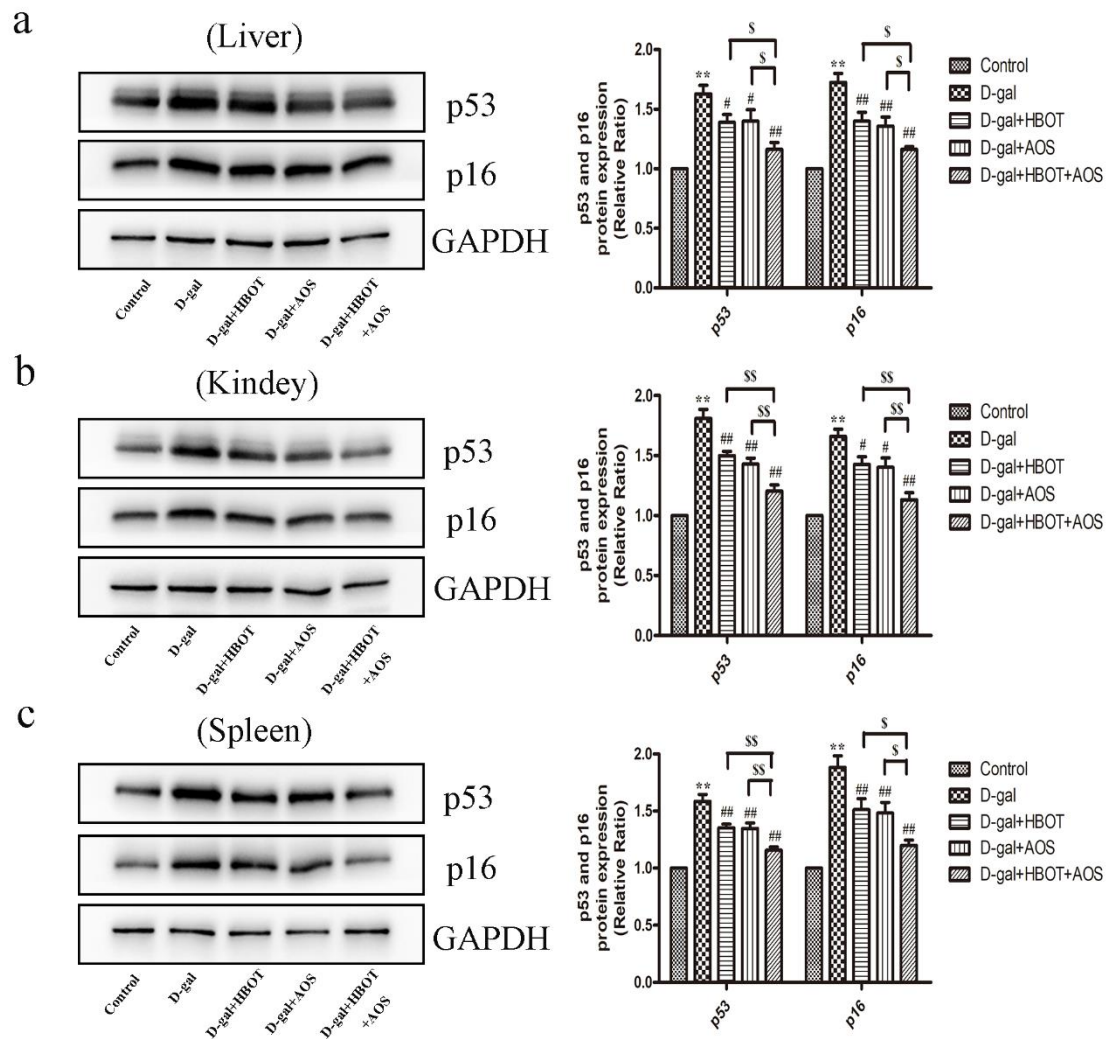 a
(Liver)
p53
p16
GAPDH
Control
D-gal
D-gal+HBOT
D-gal+AOS
D-gal+HBOT
+AOS
p53 and p16
protein expression
(Relative Ratio)
2.0
1.5
1.0
0.5
0.0
** # # ## $ $
** ## ## ## $ $
p53
p16
Control
D-gal
D-gal+HBOT
D-gal+AOS
D-gal+HBOT+AOS
b
(Kindey)
p53
p16
GAPDH
Control
D-gal
D-gal+HBOT
D-gal+AOS
D-gal+HBOT
+AOS
p53 and p16
protein expression
(Relative Ratio)
2.0
1.5
1.0
0.5
0.0
** ## ## ## $$ $$
** # # ## $$ $$
p53
p16
Control
D-gal
D-gal+HBOT
D-gal+AOS
D-gal+HBOT+AOS
c
(Spleen)
p53
p16
GAPDH
Control
D-gal
D-gal+HBOT
D-gal+AOS
D-gal+HBOT
+AOS
p53 and p16
protein expression
(Relative Ratio)
2.0
1.5
1.0
0.5
0.0
** ## ## ## $$ $$
** ## ## ## $ $
p53
p16
Control
D-gal
D-gal+HBOT
D-gal+AOS
D-gal+HBOT+AOS